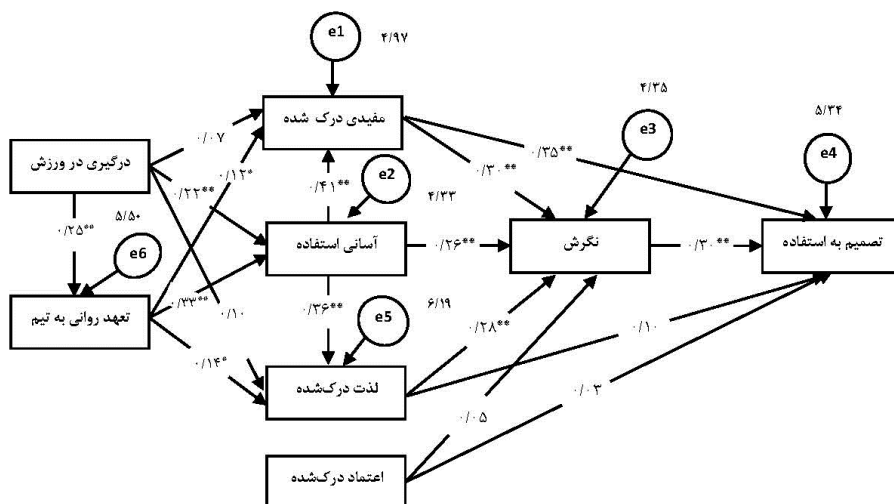 e1
۴/۹۷
مفیدی درک شده
۴/۳۵
۵/۳۴
e3
e4
درگیری در ورزش
۰/۰۷
۰/۱۲*
۰/۳۵**
۰/۳۰**
۰/۲۲**
۰/۴۱**
e2
۴/۳۳
۵/۵۰
۰/۲۵**
آسانی استفاده
۰/۲۶**
نگرش
۰/۳۰**
تصمیم به استفاده
e6
تعهد روانی به تیم
۰/۳۳**
۰/۱۰
۰/۳۶**
e5
۶/۱۹
۰/۲۸**
۰/۱۰
۰/۱۴*
لذت درک‌شده
۰/۰۳
۰/۰۵
اعتماد درک‌شده